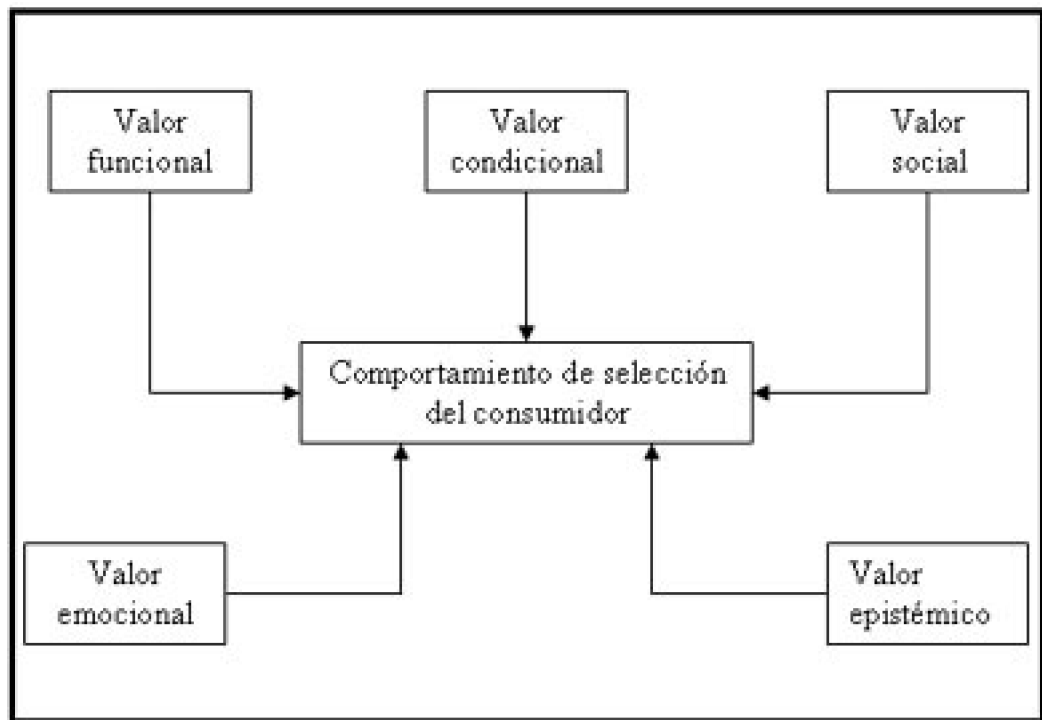 Valor
funcional
Valor
condicional
Valor
social
Comportamiento de selección
del consumidor
Valor
emocional
Valor
epistémico